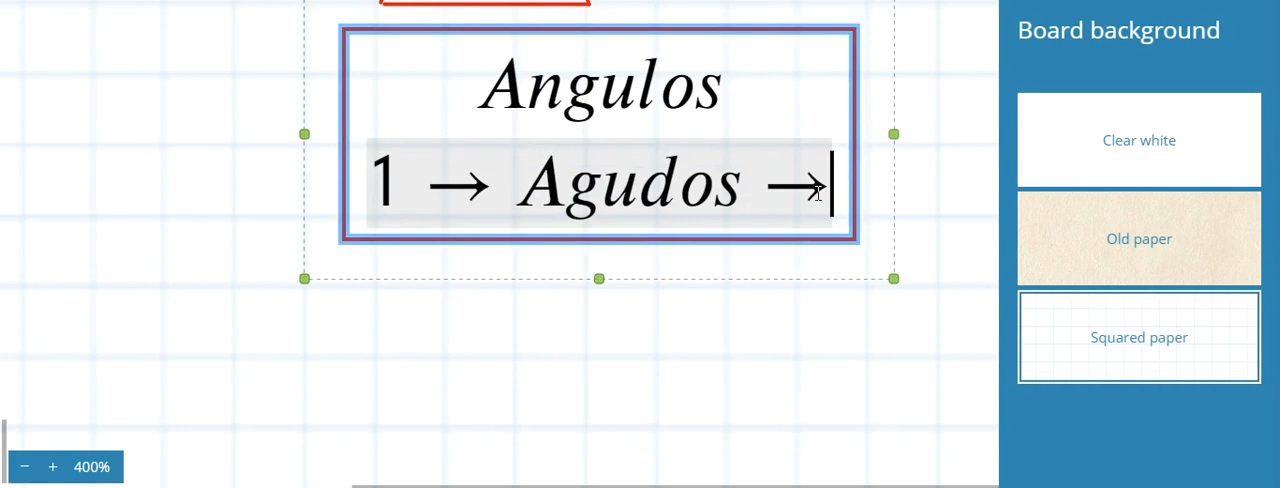 Board background
Angulos
1 → Agudos →
Clear white
Old paper
Squared paper
− + 400%